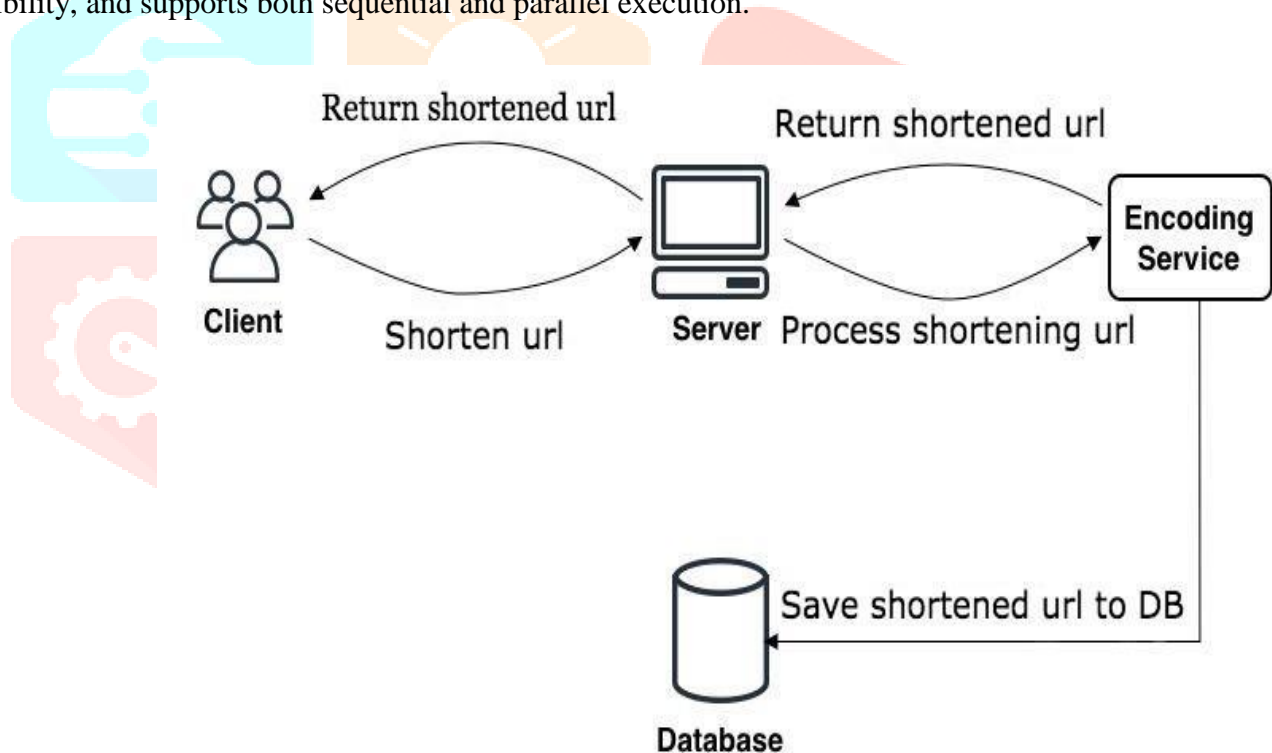 and supports both sequential and parallel execution.
Return shortened url
Return shortened url
Encoding
Service
Client
Shorten url
Server
Process shortening url
Save shortened url to DB
Database